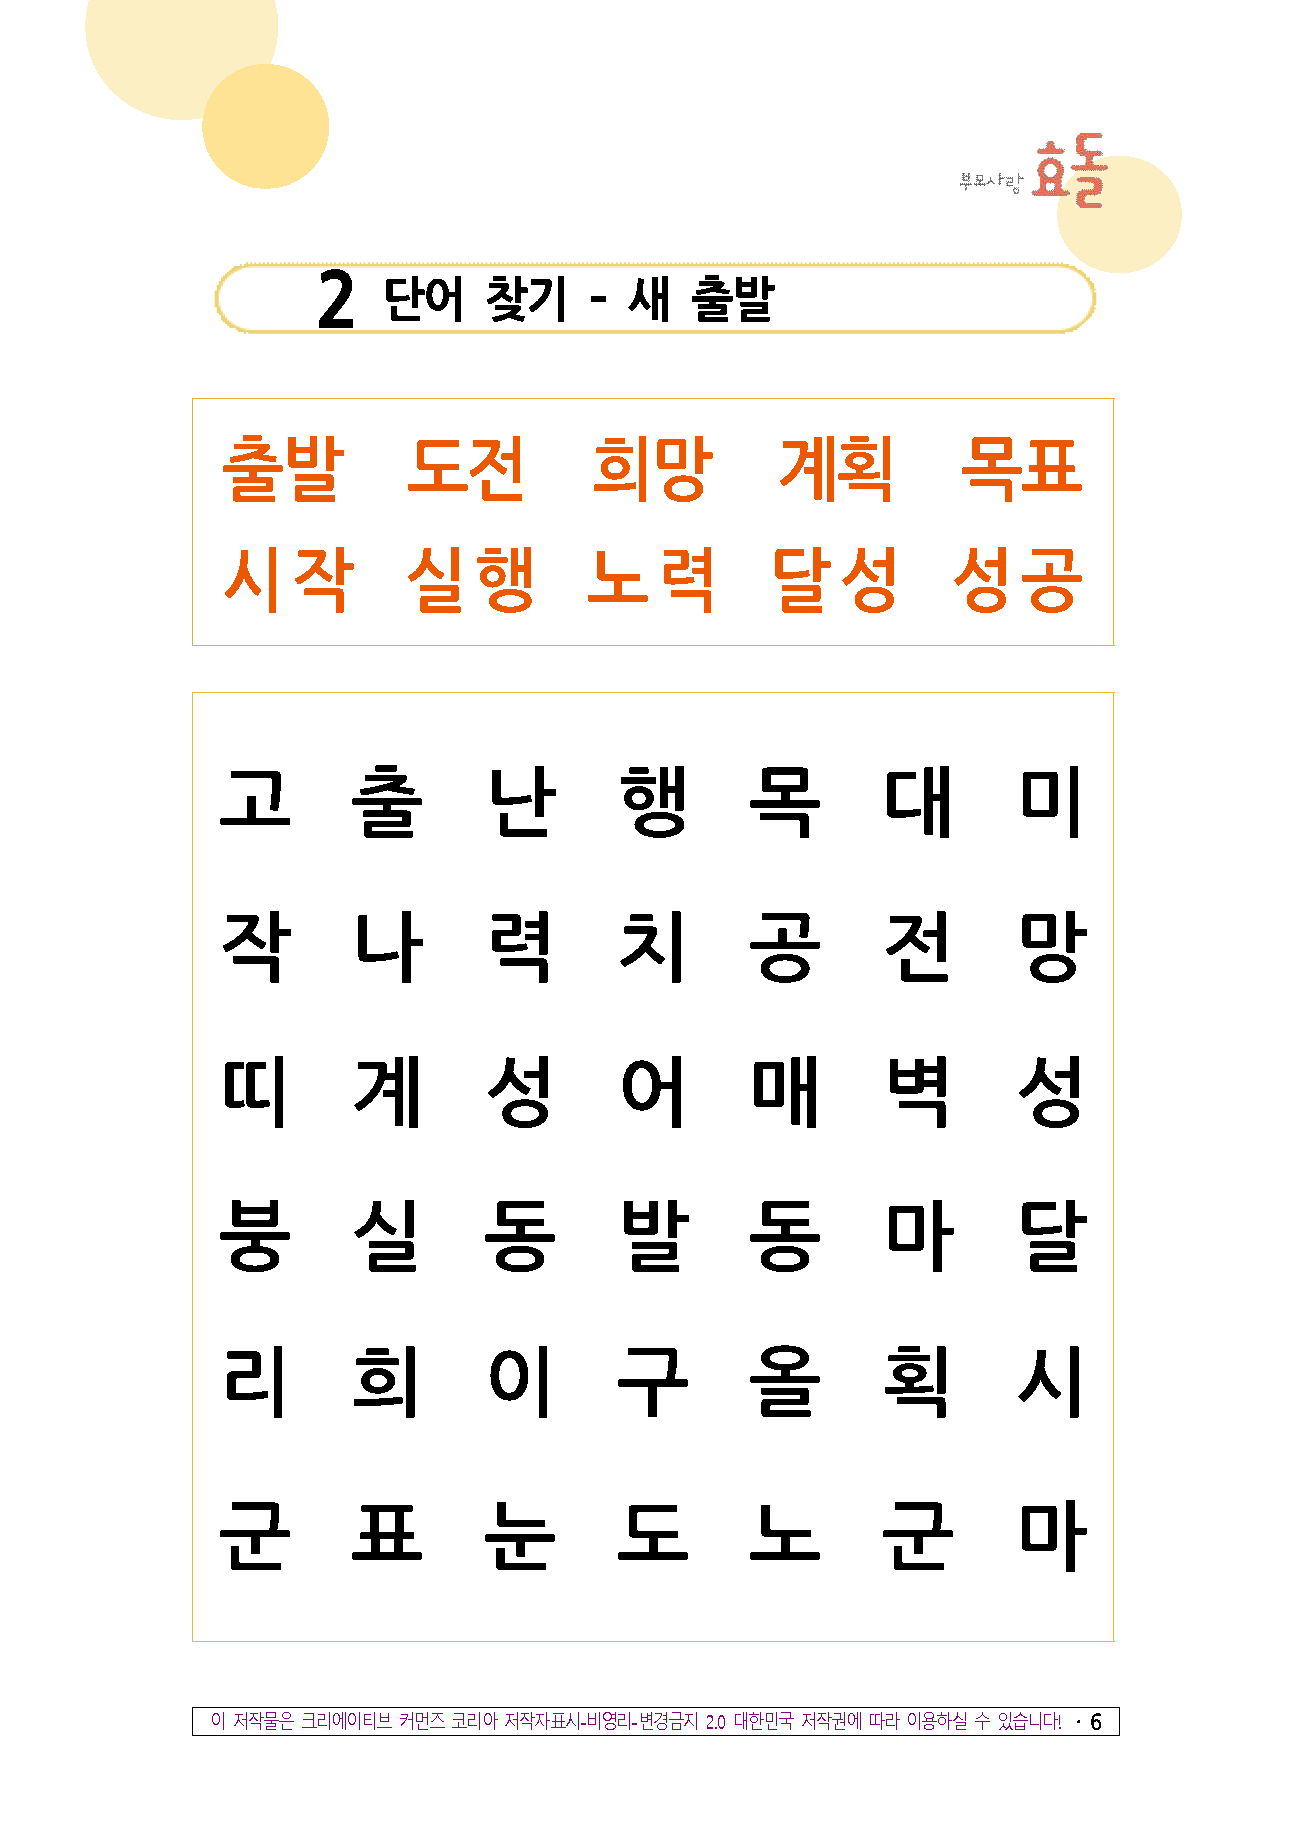 부모사랑 효돌
2 단어 찾기 - 새 출발
출발 도전 희망 계획 목표
시작 실행 노력 달성 성공
고 출 난 행 목 대 미
작 나 력 치 공 전 망
띠 계 성 어 매 벽 성
붕 실 동 발 동 마 달
리 희 이 구 올 획 시
군 표 눈 도 노 군 마
이 저작물은 크리에이티브 커먼즈 코리아 저작자표시-비영리-변경금지 2.0 대한민국 저작권에 따라 이용하실 수 있습니다! · 6